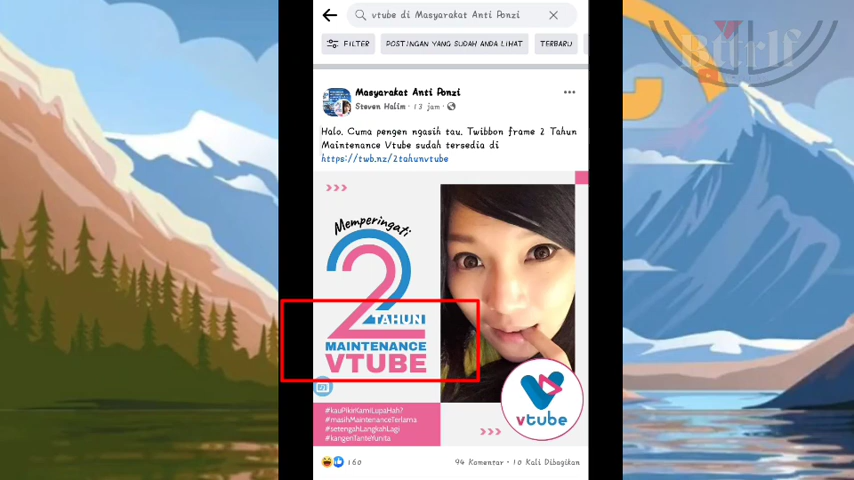 vtube di Masyarakat Anti Ponzi
FILTER
POSTINGAN YANG SUDAH ANDA LIHAT
TERBARU
Masyarakat Anti Ponzi
Steven Halim · 13 jam ·
Halo. Cuma pengen ngasih tau. Twibbon frame 2 Tahun
Maintenance Vtube sudah tersedia di
https://twb.nz/2tahunvtube
Memperingati
2
TAHUN
MAINTENANCE
VTUBE
vtube
#kauPikirKamiLupaHah?
#masihMaintenanceTerlama
#setengahLangkahLagi
#kangenTanteYunita
160
94 Komentar · 10 Kali Dibagikan